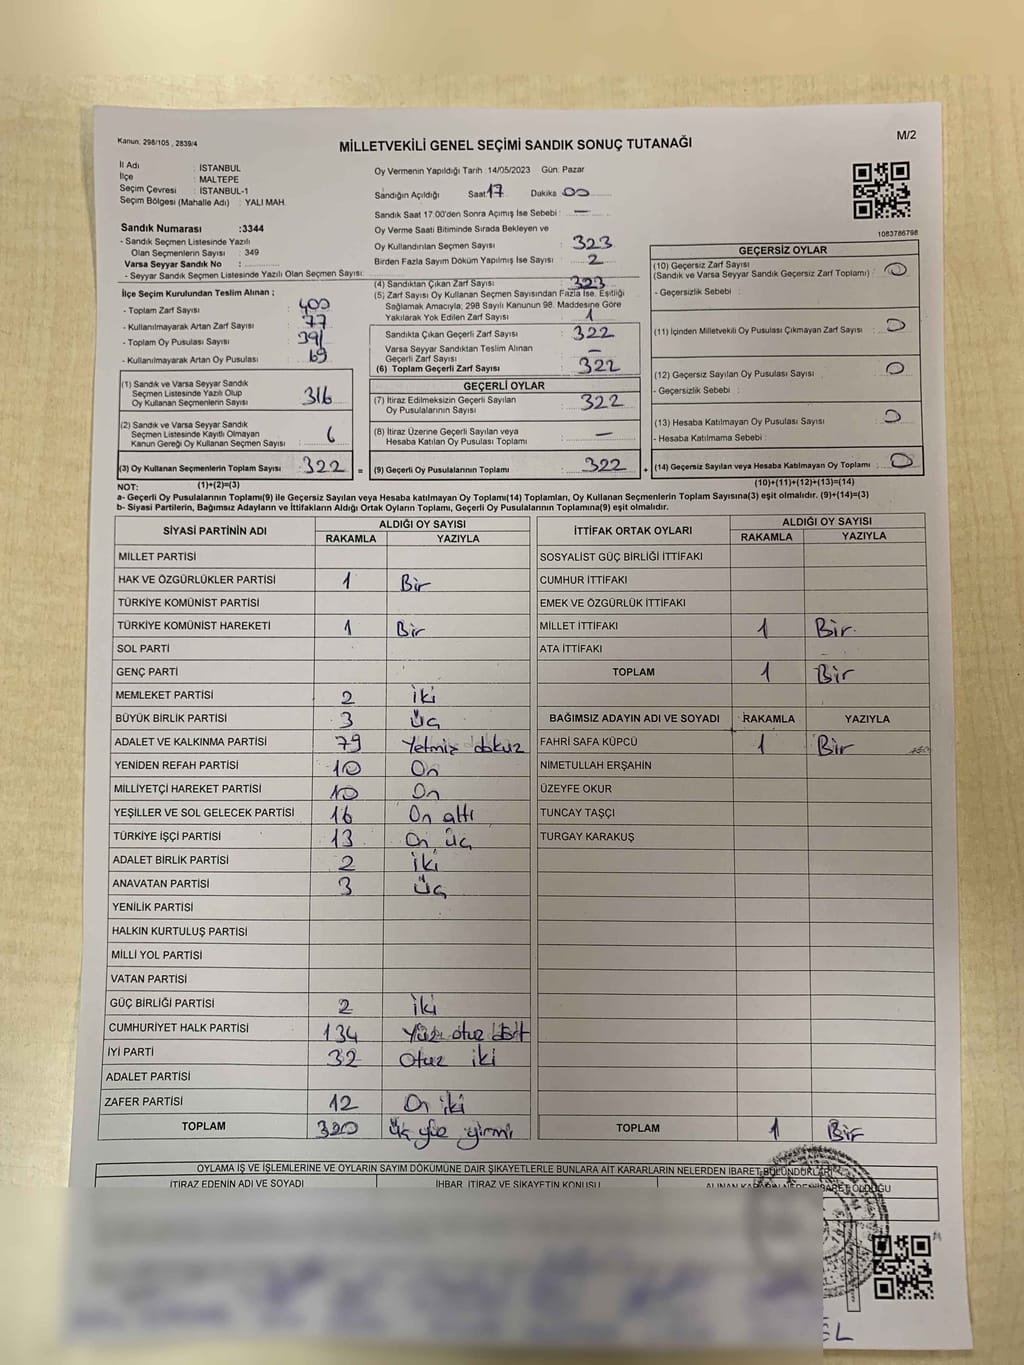 Kanun. 298/105 , 2839/4
MİLLETVEKİLİ GENEL SEÇİMİ SANDIK SONUÇ TUTANAĞI
M/2
İl Adı : İSTANBUL
İlçe : MALTEPE
Seçim Çevresi : İSTANBUL-1
Seçim Bölgesi (Mahalle Adı) : YALI MAH.
Sandık Numarası :3344
- Sandık Seçmen Listesinde Yazılı
Olan Seçmenlerin Sayısı : 349
Varsa Seyyar Sandık No :
- Seyyar Sandık Seçmen Listesinde Yazılı Olan Seçmen Sayısı:
Oy Vermenin Yapıldığı Tarih :14/05/2023 Gün: Pazar
Sandığın Açıldığı Saat 17 Dakika 00
Sandık Saat 17.00'den Sonra Açımış İse Sebebi : —
Oy Verme Saati Bitiminde Sırada Bekleyen ve
Oy Kullandırılan Seçmen Sayısı : 323
Birden Fazla Sayım Döküm Yapılmış İse Sayısı : 2
1083786798
İlçe Seçim Kurulundan Teslim Alınan ;
- Toplam Zarf Sayısı : 400
- Kullanılmayarak Artan Zarf Sayısı : 77
- Toplam Oy Pusulası Sayısı : 391
- Kullanılmayarak Artan Oy Pusulası : 69
(1) Sandık ve Varsa Seyyar Sandık
Seçmen Listesinde Yazılı Olup
Oy Kullanan Seçmenlerin Sayısı : 316
(2) Sandık ve Varsa Seyyar Sandık
Seçmen Listesinde Kayıtlı Olmayan
Kanun Gereği Oy Kullanan Seçmen Sayısı : 6
(3) Oy Kullanan Seçmenlerin Toplam Sayısı : 322 =
(4) Sandıktan Çıkan Zarf Sayısı : 323
(5) Zarf Sayısı Oy Kullanan Seçmen Sayısından Fazla İse, Eşitliği
Sağlamak Amacıyla; 298 Sayılı Kanunun 98. Maddesine Göre
Yakılarak Yok Edilen Zarf Sayısı : 1
Sandıkta Çıkan Geçerli Zarf Sayısı : 322
Varsa Seyyar Sandıktan Teslim Alınan
Geçerli Zarf Sayısı : —
(6) Toplam Geçerli Zarf Sayısı : 322
GEÇERLİ OYLAR
(7) İtiraz Edilmeksizin Geçerli Sayılan
Oy Pusulalarının Sayısı : 322
(8) İtiraz Üzerine Geçerli Sayılan veya
Hesaba Katılan Oy Pusulası Toplamı : —
(9) Geçerli Oy Pusulalarının Toplamı : 322 +
GEÇERSİZ OYLAR
(10) Geçersiz Zarf Sayısı
(Sandık ve Varsa Seyyar Sandık Geçersiz Zarf Toplamı) : 0
- Geçersizlik Sebebi :
(11) İçinden Milletvekili Oy Pusulası Çıkmayan Zarf Sayısı : 0
(12) Geçersiz Sayılan Oy Pusulası Sayısı : 0
- Geçersizlik Sebebi :
(13) Hesaba Katılmayan Oy Pusulası Sayısı : 0
- Hesaba Katılmama Sebebi :
(14) Geçersiz Sayılan veya Hesaba Katılmayan Oy Toplamı : 0
NOT: (1)+(2)=(3) (10)+(11)+(12)+(13)=(14)
a- Geçerli Oy Pusulalarının Toplamı(9) ile Geçersiz Sayılan veya Hesaba katılmayan Oy Toplamı(14) Toplamları, Oy Kullanan Seçmenlerin Toplam Sayısına(3) eşit olmalıdır. (9)+(14)=(3)
b- Siyasi Partilerin, Bağımsız Adayların ve İttifakların Aldığı Ortak Oyların Toplamı, Geçerli Oy Pusulalarının Toplamına(9) eşit olmalıdır.
SİYASİ PARTİNİN ADI ALDIĞI OY SAYISI
RAKAMLA YAZIYLA
MİLLET PARTİSİ
HAK VE ÖZGÜRLÜKLER PARTİSİ 1 Bir
TÜRKİYE KOMÜNİST PARTİSİ
TÜRKİYE KOMÜNİST HAREKETİ 1 Bir
SOL PARTİ
GENÇ PARTİ
MEMLEKET PARTİSİ 2 iki
BÜYÜK BİRLİK PARTİSİ 3 üç
ADALET VE KALKINMA PARTİSİ 79 Yetmiş dokuz
YENİDEN REFAH PARTİSİ 10 On
MİLLİYETÇİ HAREKET PARTİSİ 10 On
YEŞİLLER VE SOL GELECEK PARTİSİ 16 On altı
TÜRKİYE İŞÇİ PARTİSİ 13 On üç
ADALET BİRLİK PARTİSİ 2 iki
ANAVATAN PARTİSİ 3 üç
YENİLİK PARTİSİ
HALKIN KURTULUŞ PARTİSİ
MİLLİ YOL PARTİSİ
VATAN PARTİSİ
GÜÇ BİRLİĞİ PARTİSİ 2 iki
CUMHURİYET HALK PARTİSİ 134 Yüz otuz dört
İYİ PARTİ 32 Otuz iki
ADALET PARTİSİ
ZAFER PARTİSİ 12 On iki
TOPLAM 320 üç yüz yirmi
İTTİFAK ORTAK OYLARI ALDIĞI OY SAYISI
RAKAMLA YAZIYLA
SOSYALİST GÜÇ BİRLİĞİ İTTİFAKI
CUMHUR İTTİFAKI
EMEK VE ÖZGÜRLÜK İTTİFAKI
MİLLET İTTİFAKI 1 Bir.
ATA İTTİFAKI
TOPLAM 1 Bir
BAĞIMSIZ ADAYIN ADI VE SOYADI RAKAMLA YAZIYLA
FAHRİ SAFA KÜPCÜ 1 Bir
NİMETULLAH ERŞAHİN
ÜZEYFE OKUR
TUNCAY TAŞÇI
TURGAY KARAKUŞ
TOPLAM 1 Bir
OYLAMA İŞ VE İŞLEMLERİNE VE OYLARIN SAYIM DÖKÜMÜNE DAİR ŞİKAYETLERLE BUNLARA AİT KARARLARIN NELERDEN İBARET BULUNDUKLARI
İTİRAZ EDENİN ADI VE SOYADI İHBAR, İTİRAZ VE ŞİKAYETİN KONUSU